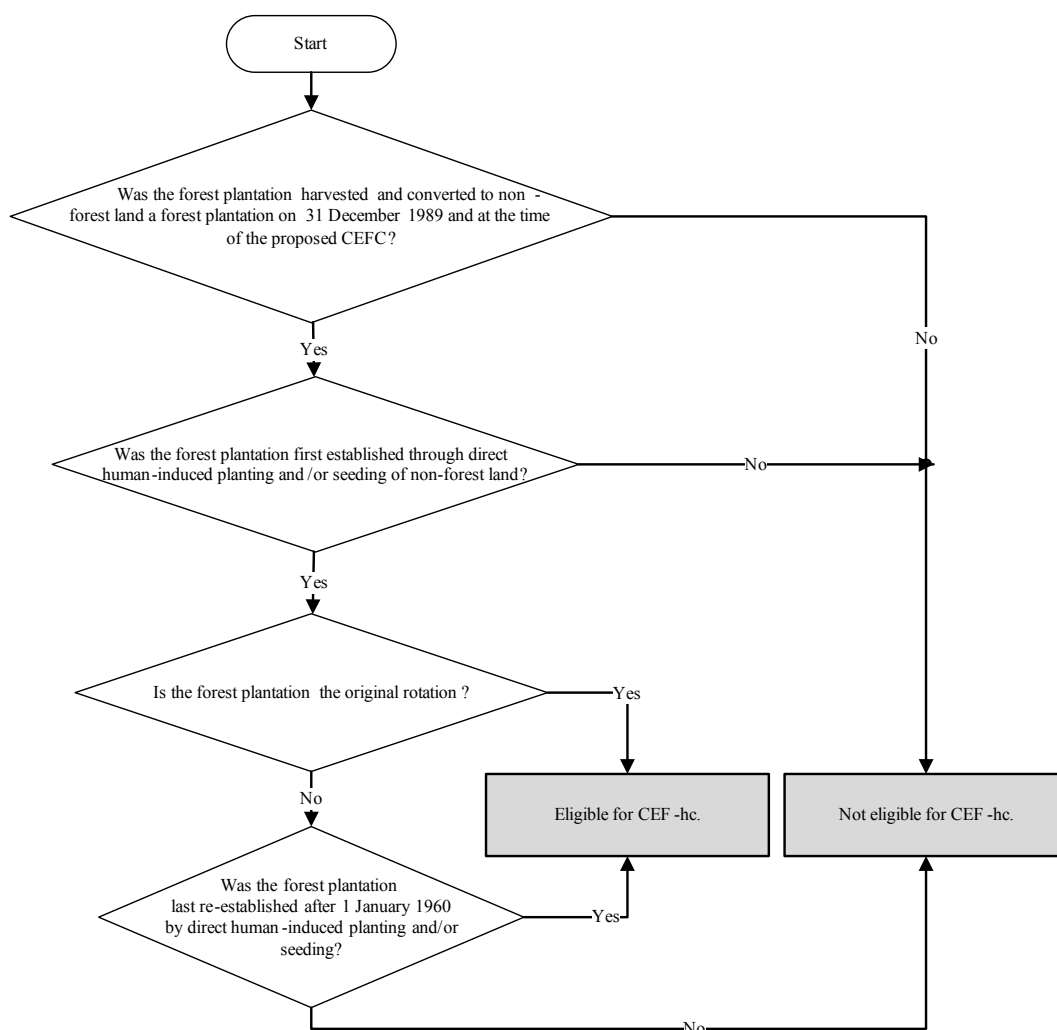 Start
Was the forest plantation harvested and converted to non -
forest land a forest plantation on 31 December 1989 and at the time
of the proposed CEFC?
No
Yes
Was the forest plantation first established through direct
human-induced planting and /or seeding of non-forest land?
No
Yes
Is the forest plantation the original rotation ?
Yes
No
Eligible for CEF -hc.
Not eligible for CEF -hc.
Was the forest plantation
last re-established after 1 January 1960
by direct human -induced planting and/or
seeding?
Yes
No